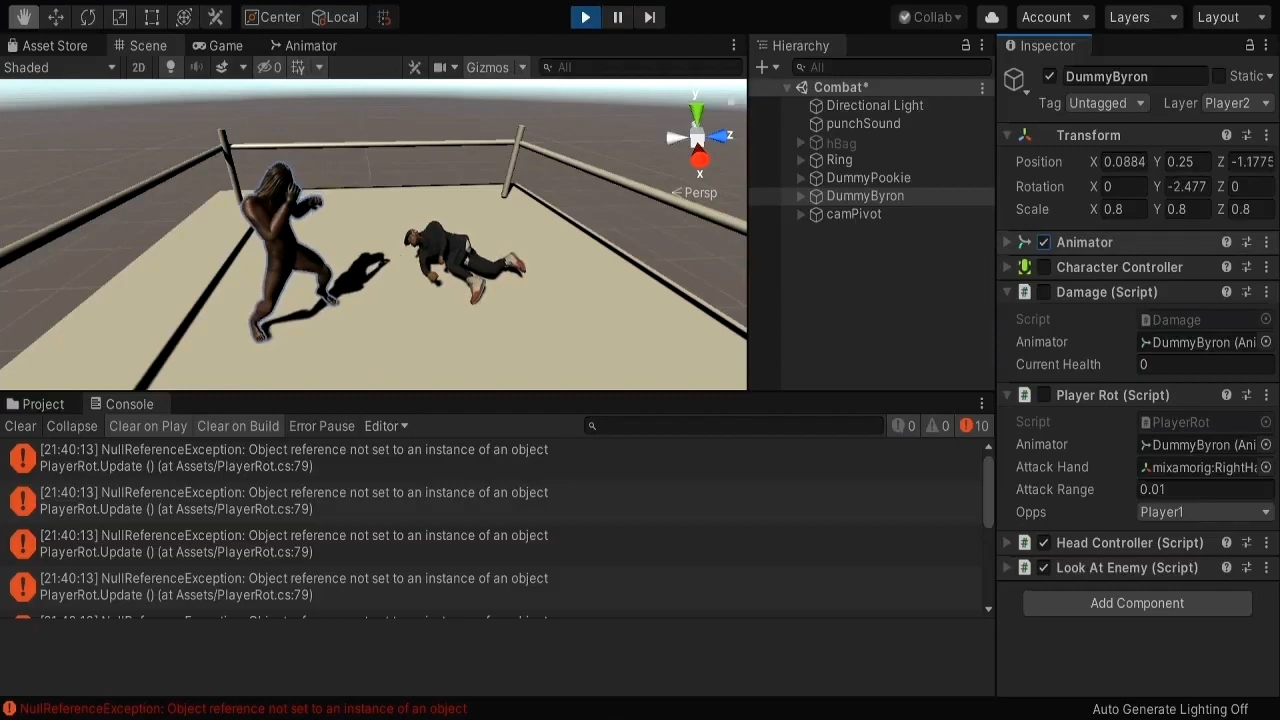 Center
Local
Collab
Account
Layers
Layout
Asset Store
Scene
Game
Animator
Shaded
2D
0
Gizmos
All
y
z
x
Persp
Hierarchy
All
Combat*
Directional Light
punchSound
hBag
Ring
DummyPookie
DummyByron
camPivot
Inspector
DummyByron
Static
Tag Untagged Layer Player2
Transform
Position X 0.0884 Y 0.25 Z -1.1775
Rotation X 0 Y -2.477 Z 0
Scale X 0.8 Y 0.8 Z 0.8
Animator
Character Controller
# Damage (Script)
Script # Damage
Animator DummyByron (Ani
Current Health 0
# Player Rot (Script)
Script # PlayerRot
Animator DummyByron (Ani
Attack Hand mixamorig:RightHa
Attack Range 0.01
Opps Player1
# Head Controller (Script)
# Look At Enemy (Script)
Add Component
Project
Console
Clear Collapse Clear on Play Clear on Build Error Pause Editor
0 0 10
[21:40:13] NullReferenceException: Object reference not set to an instance of an object
PlayerRot.Update () (at Assets/PlayerRot.cs:79)
[21:40:13] NullReferenceException: Object reference not set to an instance of an object
PlayerRot.Update () (at Assets/PlayerRot.cs:79)
[21:40:13] NullReferenceException: Object reference not set to an instance of an object
PlayerRot.Update () (at Assets/PlayerRot.cs:79)
[21:40:13] NullReferenceException: Object reference not set to an instance of an object
PlayerRot.Update () (at Assets/PlayerRot.cs:79)
NullReferenceException: Object reference not set to an instance of an object
Auto Generate Lighting Off